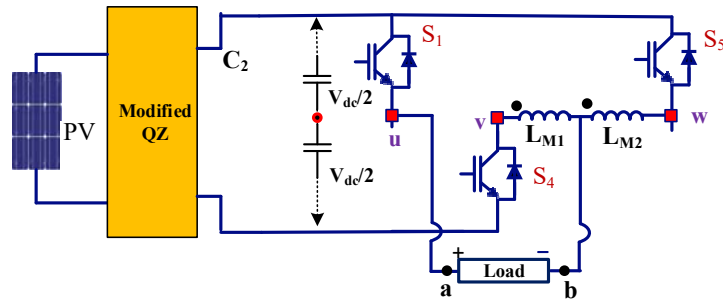 S1
S5
C2
Vdc/2
Modified
QZ
PV
u
v
w
LM1
LM2
Vdc/2
S4
+
−
Load
a
b